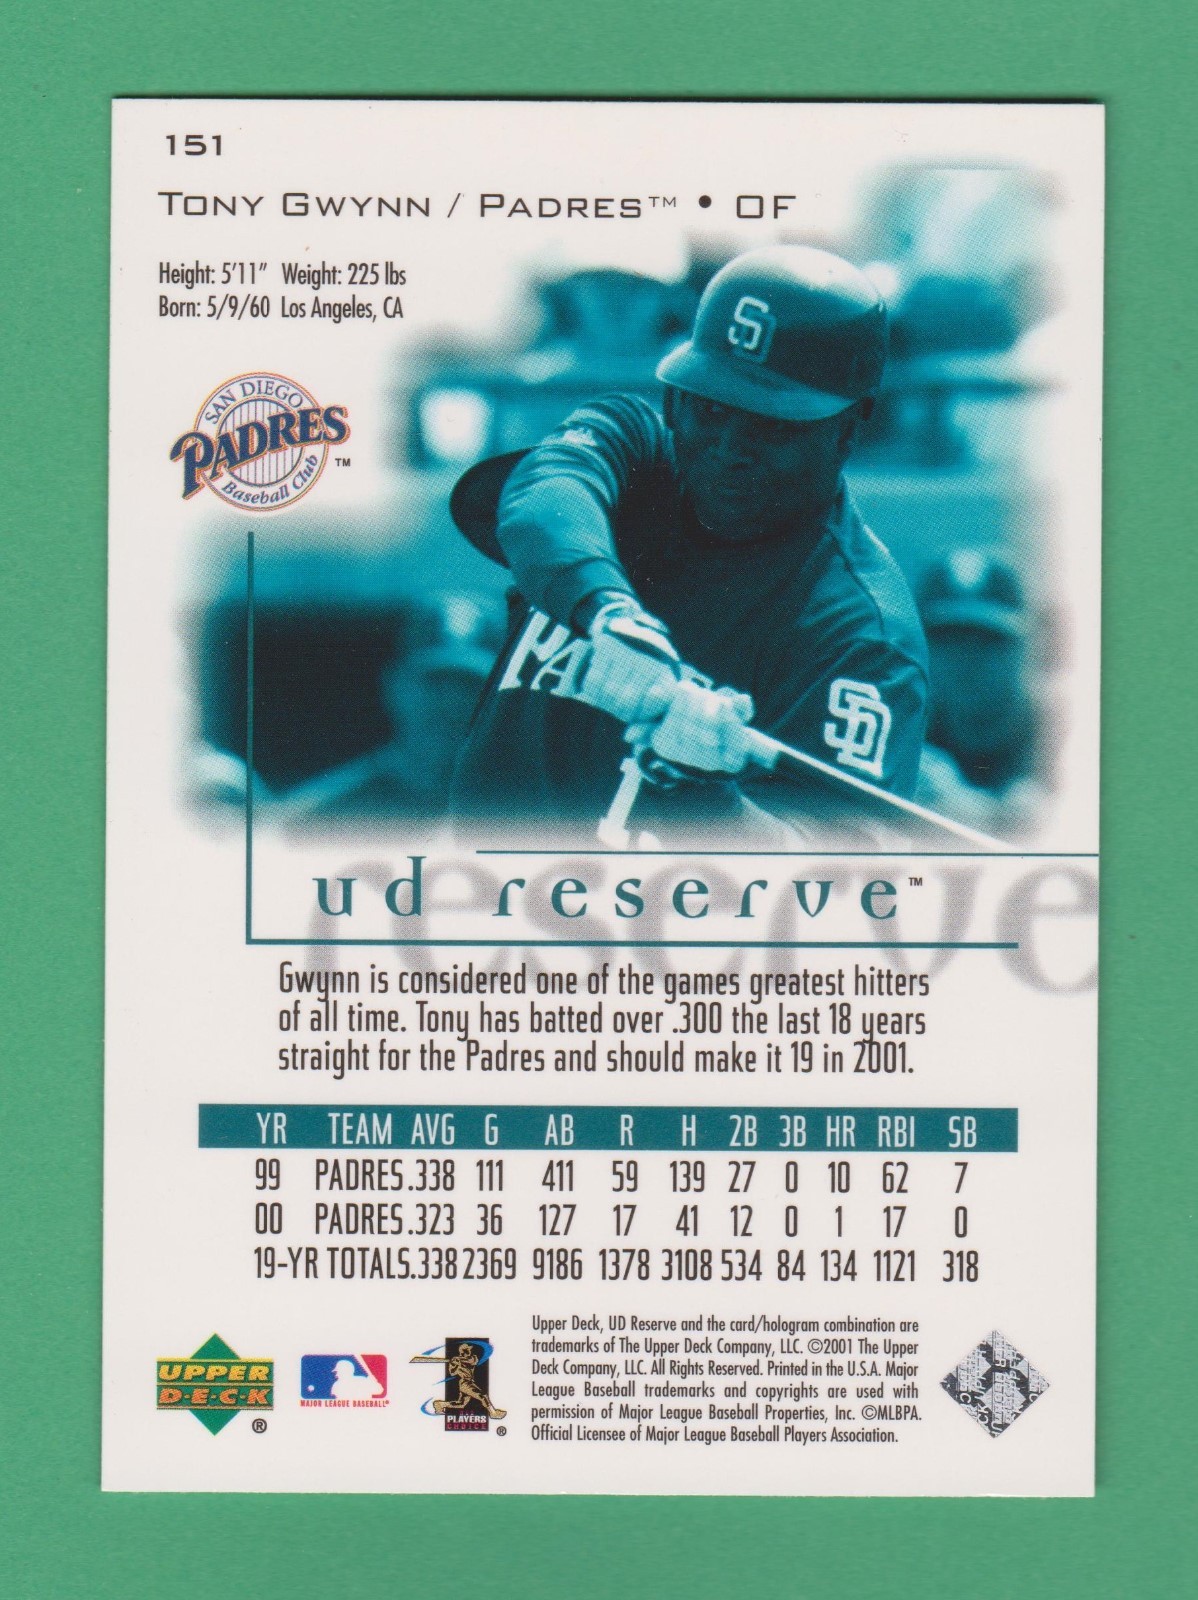 151
TONY GWYNN / PADRES™ • OF
Height: 5'11" Weight: 225 lbs
Born: 5/9/60 Los Angeles, CA
SD
SAN DIEGO
PADRES
Baseball Club
™
PA
SD
reserve
ud reserve™
Gwynn is considered one of the games greatest hitters
of all time. Tony has batted over .300 the last 18 years
straight for the Padres and should make it 19 in 2001.
YR TEAM AVG G AB R H 2B 3B HR RBI SB
99 PADRES .338 111 411 59 139 27 0 10 62 7
00 PADRES .323 36 127 17 41 12 0 1 17 0
19-YR TOTALS .338 2369 9186 1378 3108 534 84 134 1121 318
UPPER
D·E·C·K
®
MAJOR LEAGUE BASEBALL®
PLAYERS
CHOICE
®
Upper Deck, UD Reserve and the card/hologram combination are
trademarks of The Upper Deck Company, LLC. ©2001 The Upper
Deck Company, LLC. All Rights Reserved. Printed in the U.S.A. Major
League Baseball trademarks and copyrights are used with
permission of Major League Baseball Properties, Inc. ©MLBPA.
Official Licensee of Major League Baseball Players Association.